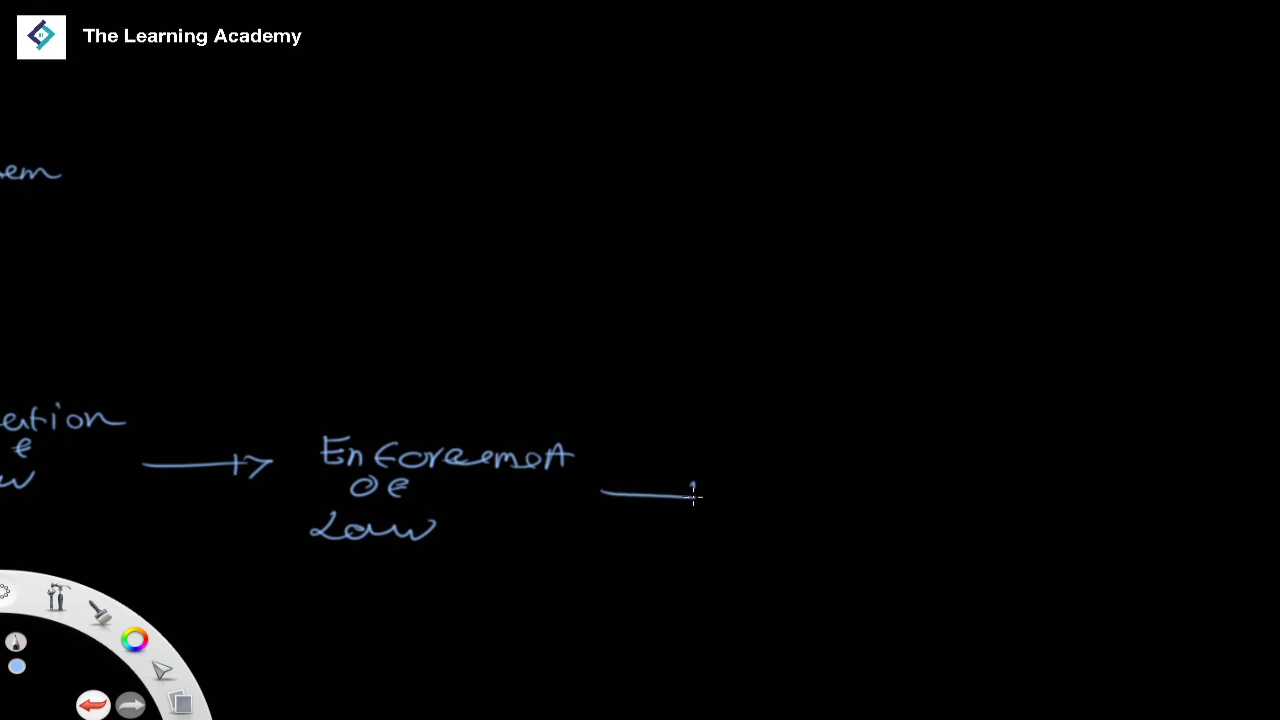 The Learning Academy
em
ation
Enforcement
of
Law